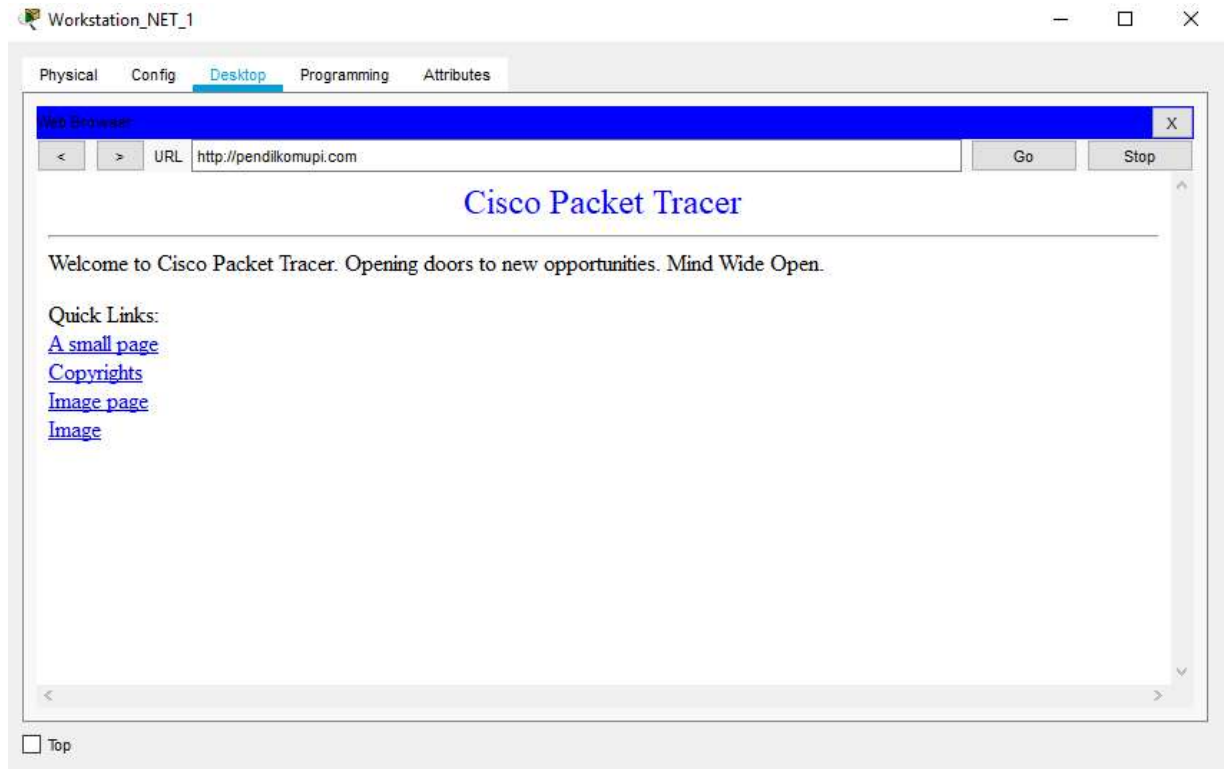 Workstation_NET_1
Physical Config Desktop Programming Attributes
Web Browser
X
< > URL http://pendilkomupi.com Go Stop
Cisco Packet Tracer
Welcome to Cisco Packet Tracer. Opening doors to new opportunities. Mind Wide Open.
Quick Links:
A small page
Copyrights
Image page
Image
Top